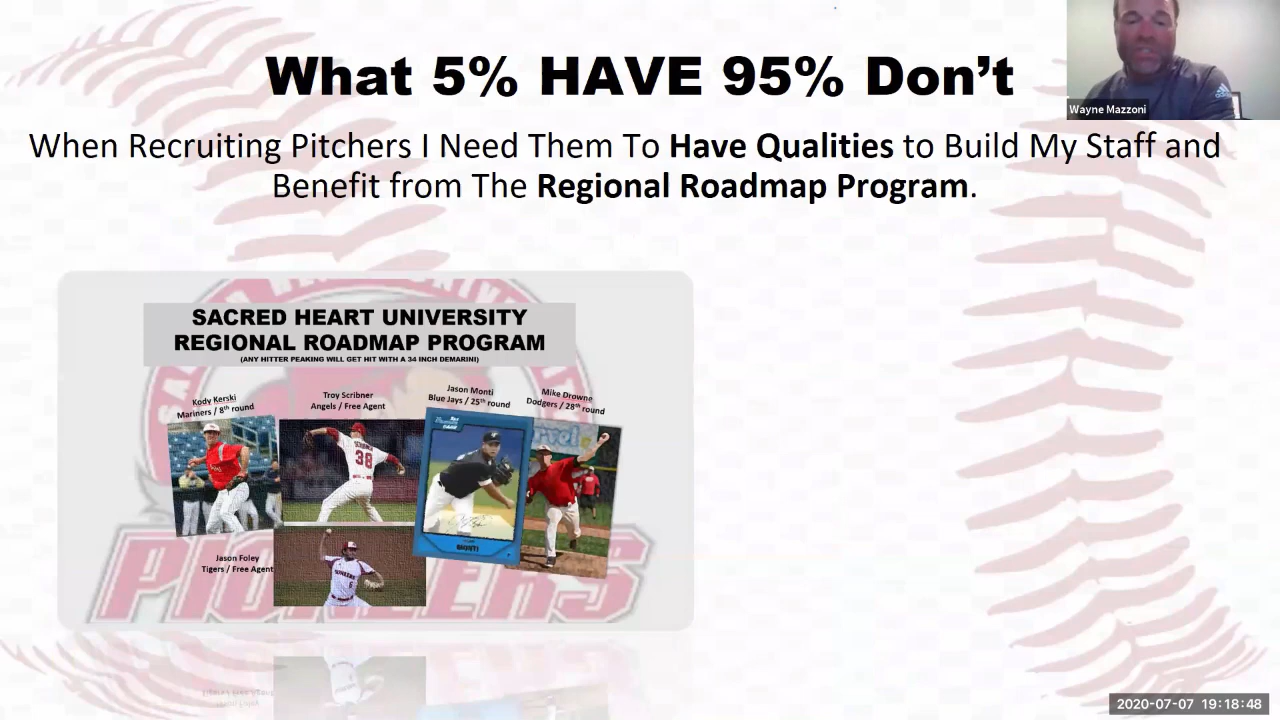 What 5% HAVE 95% Don’t
Wayne Mazzoni
When Recruiting Pitchers I Need Them To Have Qualities to Build My Staff and
Benefit from The Regional Roadmap Program.
SACRED HEART UNIVERSITY
REGIONAL ROADMAP PROGRAM
(ANY HITTER PEAKING WILL GET HIT WITH A 34 INCH DEMARINI)
Kody Kerski
Mariners / 8th round
Troy Scribner
Angels / Free Agent
Jason Monti
Blue Jays / 25th round
Mike Drowne
Dodgers / 28th round
38
Jason Foley
Tigers / Free Agent
PIONEERS
2020-07-07 19:18:48